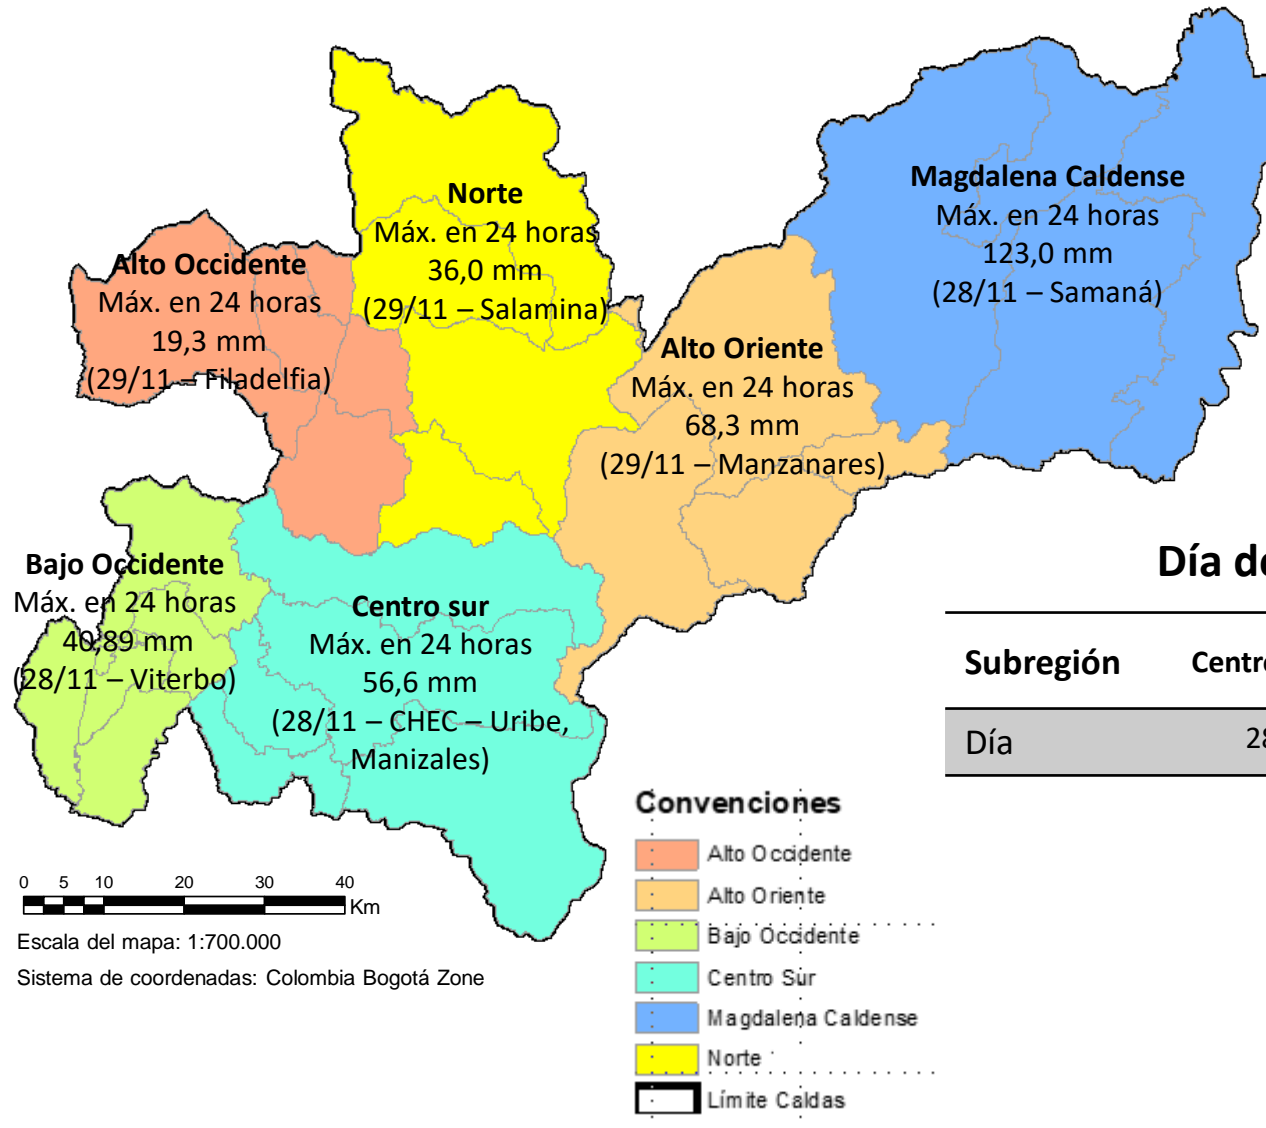 Norte
Máx. en 24 horas
36,0 mm
(29/11 – Salamina)
Magdalena Caldense
Máx. en 24 horas
123,0 mm
(28/11 – Samaná)
Alto Occidente
Máx. en 24 horas
19,3 mm
(29/11 – Filadelfia)
Alto Oriente
Máx. en 24 horas
68,3 mm
(29/11 – Manzanares)
Bajo Occidente
Máx. en 24 horas
40,89 mm
(28/11 – Viterbo)
Centro sur
Máx. en 24 horas
56,6 mm
(28/11 – CHEC – Uribe,
Manizales)
Día
Subregión
Día
Convenciones
Alto Occidente
Alto Oriente
Bajo Occidente
Centro Sur
Magdalena Caldense
Norte
Límite Caldas
0 5 10 20 30 40
Km
Escala del mapa: 1:700.000
Sistema de coordenadas: Colombia Bogotá Zone